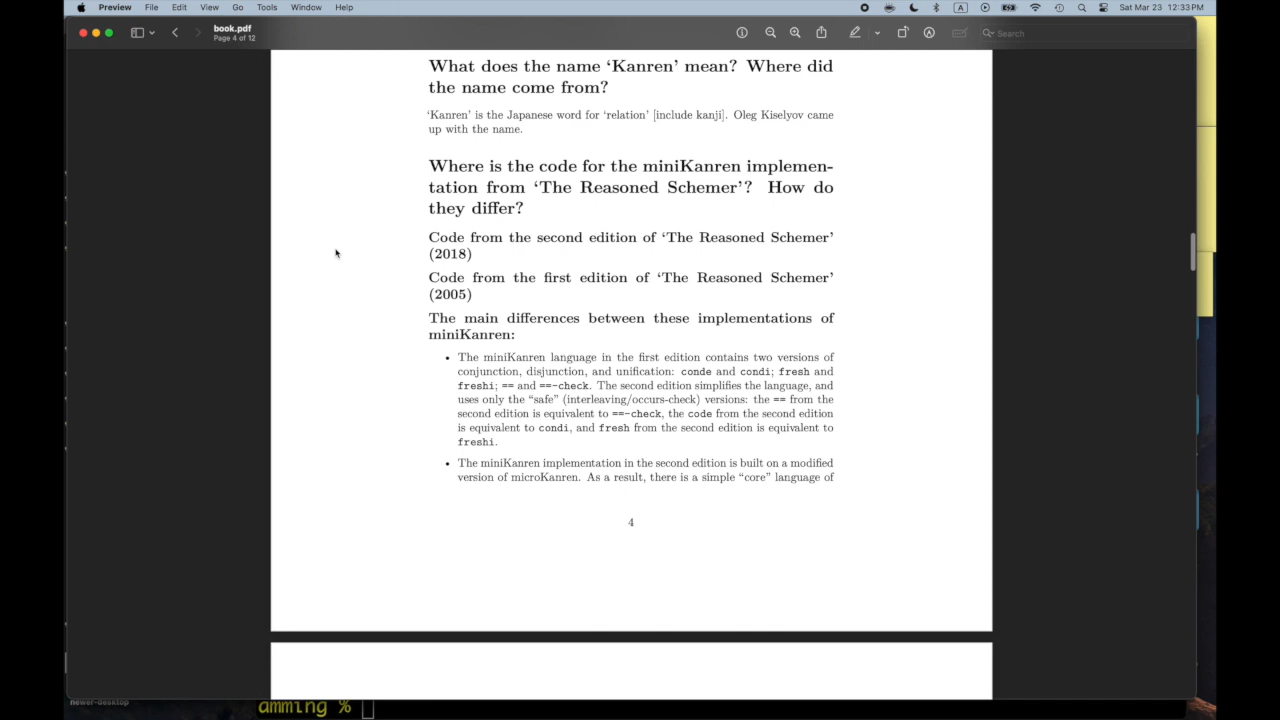 Preview File Edit View Go Tools Window Help Sat Mar 23 12:33 PM
book.pdf
Page 4 of 12
Search
What does the name ‘Kanren’ mean? Where did
the name come from?
‘Kanren’ is the Japanese word for ‘relation’ [include kanji]. Oleg Kiselyov came
up with the name.
Where is the code for the miniKanren implemen-
tation from ‘The Reasoned Schemer’? How do
they differ?
Code from the second edition of ‘The Reasoned Schemer’
(2018)
Code from the first edition of ‘The Reasoned Schemer’
(2005)
The main differences between these implementations of
miniKanren:
• The miniKanren language in the first edition contains two versions of
conjunction, disjunction, and unification: conde and condi; fresh and
freshi; == and ==-check. The second edition simplifies the language, and
uses only the “safe” (interleaving/occurs-check) versions: the == from the
second edition is equivalent to ==-check, the code from the second edition
is equivalent to condi, and fresh from the second edition is equivalent to
freshi.
• The miniKanren implementation in the second edition is built on a modified
version of microKanren. As a result, there is a simple “core” language of
4
newer-desktop
amming %